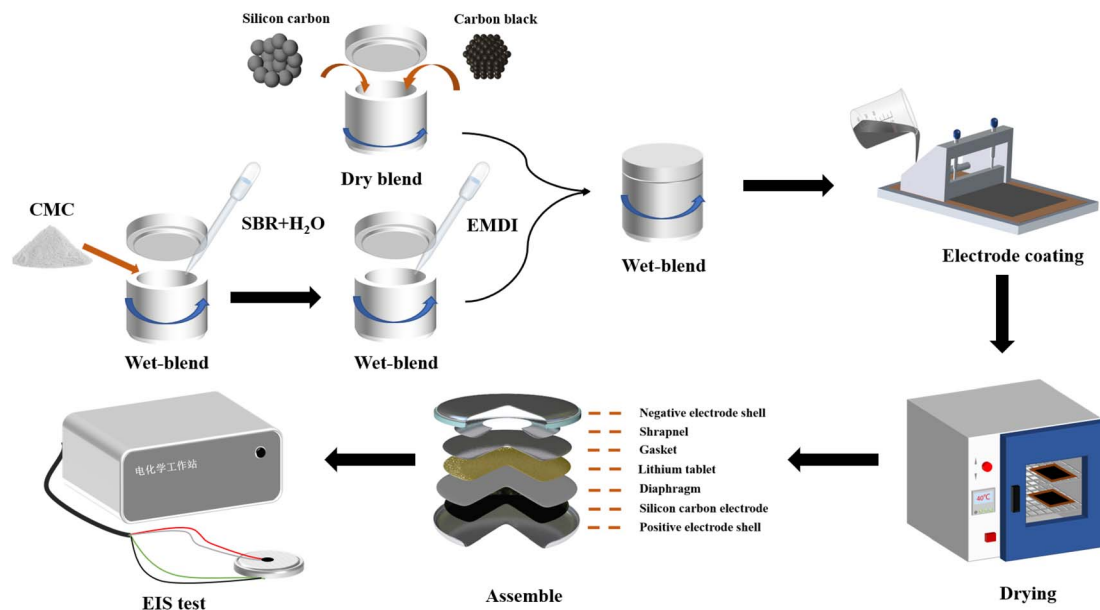 Silicon carbon
Carbon black
Dry blend
CMC
SBR+H₂O
EMDI
Wet-blend
Wet-blend
Wet-blend
Electrode coating
Negative electrode shell
Shrapnel
Gasket
Lithium tablet
Diaphragm
Silicon carbon electrode
Positive electrode shell
电化学工作站
40℃
EIS test
Assemble
Drying